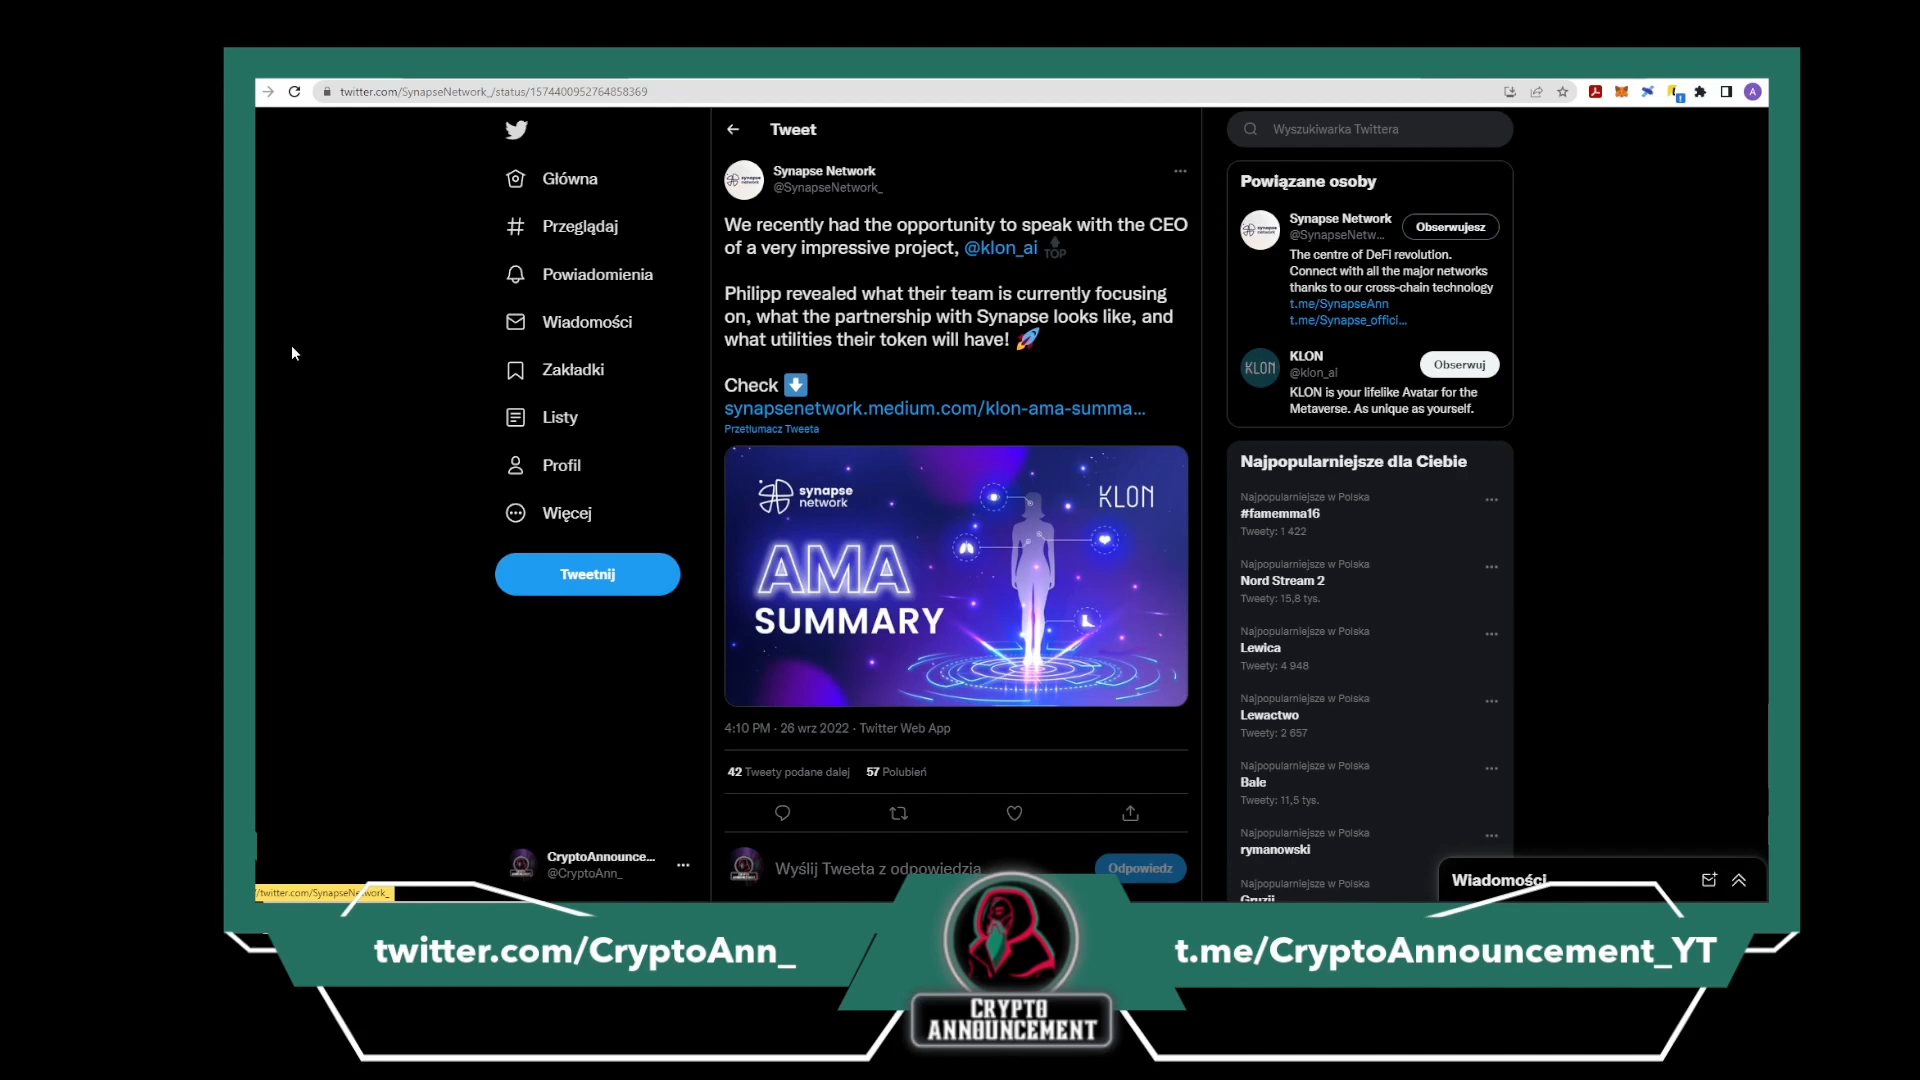 twitter.com/SynapseNetwork_/status/1574400952764858369
Główna
Przeglądaj
Powiadomienia
Wiadomości
Zakładki
Listy
Profil
Więcej
Tweetnij
CryptoAnnounce...
@CryptoAnn_
/twitter.com/SynapseNetwork_
Tweet
Synapse Network
@SynapseNetwork_
We recently had the opportunity to speak with the CEO
of a very impressive project, @klon_ai TOP
Philipp revealed what their team is currently focusing
on, what the partnership with Synapse looks like, and
what utilities their token will have!
Check
synapsenetwork.medium.com/klon-ama-summa...
Przetłumacz Tweeta
synapse
network
KLON
AMA
SUMMARY
4:10 PM · 26 wrz 2022 · Twitter Web App
42 Tweety podane dalej 57 Polubień
Wyślij Tweeta z odpowiedzią
Odpowiedz
Wyszukiwarka Twittera
Powiązane osoby
Synapse Network
@SynapseNetw...
Obserwujesz
The centre of DeFI revolution.
Connect with all the major networks
thanks to our cross-chain technology
t.me/SynapseAnn
t.me/Synapse_offici...
KLON
KLON
@klon_ai
Obserwuj
KLON is your lifelike Avatar for the
Metaverse. As unique as yourself.
Najpopularniejsze dla Ciebie
Najpopularniejsze w Polska
#famemma16
Tweety: 1 422
Najpopularniejsze w Polska
Nord Stream 2
Tweety: 15,8 tys.
Najpopularniejsze w Polska
Lewica
Tweety: 4 948
Najpopularniejsze w Polska
Lewactwo
Tweety: 2 657
Najpopularniejsze w Polska
Bale
Tweety: 11,5 tys.
Najpopularniejsze w Polska
rymanowski
Najpopularniejsze w Polska
Gruzji
Wiadomości
twitter.com/CryptoAnn_
CRYPTO
ANNOUNCEMENT
t.me/CryptoAnnouncement_YT